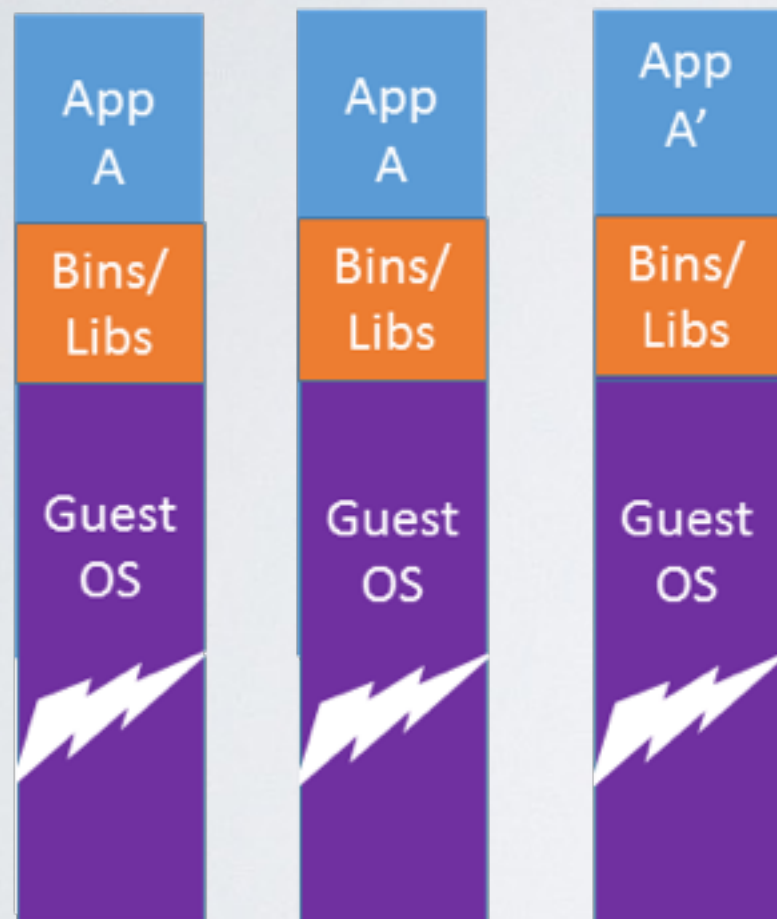 App
A
Bins/
Libs
Guest
OS
App
A
Bins/
Libs
Guest
OS
App
A’
Bins/
Libs
Guest
OS